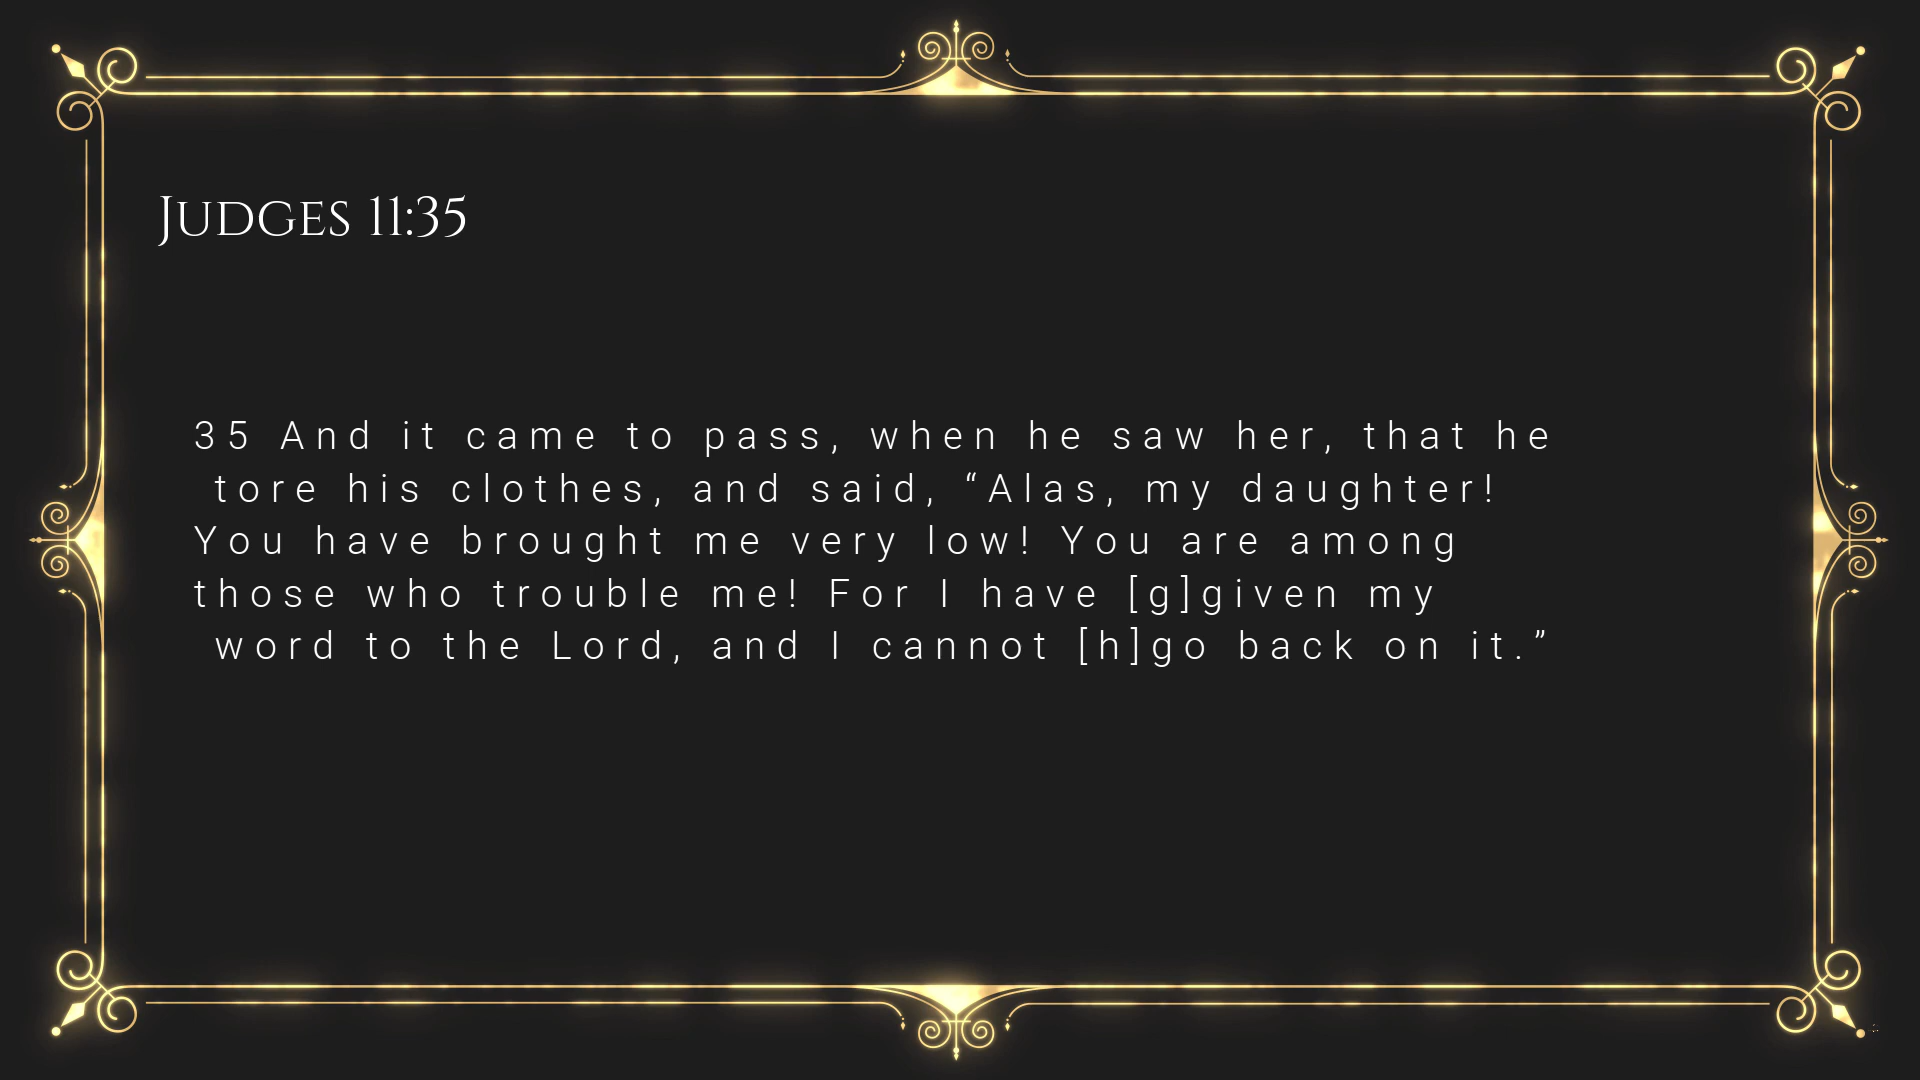 Judges 11:35
35 And it came to pass, when he saw her, that he
tore his clothes, and said, “Alas, my daughter!
You have brought me very low! You are among
those who trouble me! For I have [g]given my
word to the Lord, and I cannot [h]go back on it.”